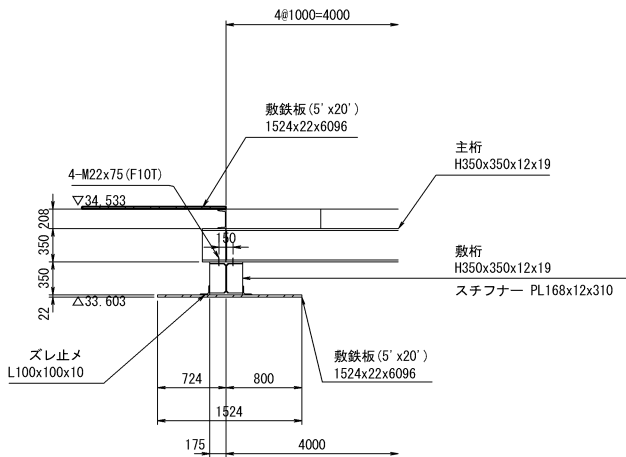 4@1000=4000
敷鉄板(5'x20')
1524x22x6096
主桁
H350x350x12x19
4-M22x75(F10T)
▽34.533
208
150
350
敷桁
H350x350x12x19
スチフナー PL168x12x310
350
△33.603
22
ズレ止メ
L100x100x10
敷鉄板(5'x20')
1524x22x6096
724
800
1524
175
4000